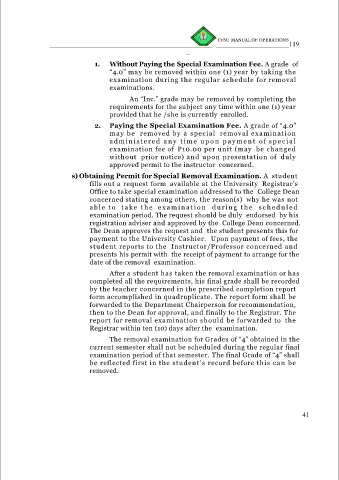 EVSU MANUAL OF OPERATIONS
119
1. Without Paying the Special Examination Fee. A grade of
“4.0” may be removed within one (1) year by taking the
examination during the regular schedule for removal
examinations.
An “Inc.” grade may be removed by completing the
requirements for the subject any time within one (1) year
provided that he /she is currently enrolled.
2. Paying the Special Examination Fee. A grade of “4.0”
may be removed by a special removal examination
administered any time upon payment of special
examination fee of P10.00 per unit (may be changed
without prior notice) and upon presentation of duly
approved permit to the instructor concerned.
s) Obtaining Permit for Special Removal Examination. A student
fills out a request form available at the University Registrar’s
Office to take special examination addressed to the College Dean
concerned stating among others, the reason(s) why he was not
able to take the examination during the scheduled
examination period. The request should be duly endorsed by his
registration adviser and approved by the College Dean concerned.
The Dean approves the request and the student presents this for
payment to the University Cashier. Upon payment of fees, the
student reports to the Instructor/Professor concerned and
presents his permit with the receipt of payment to arrange for the
date of the removal examination.
After a student has taken the removal examination or has
completed all the requirements, his final grade shall be recorded
by the teacher concerned in the prescribed completion report
form accomplished in quadruplicate. The report form shall be
forwarded to the Department Chairperson for recommendation,
then to the Dean for approval, and finally to the Registrar. The
report for removal examination should be forwarded to the
Registrar within ten (10) days after the examination.
The removal examination for Grades of “4” obtained in the
current semester shall not be scheduled during the regular final
examination period of that semester. The final Grade of “4” shall
be reflected first in the student’s record before this can be
removed.
41